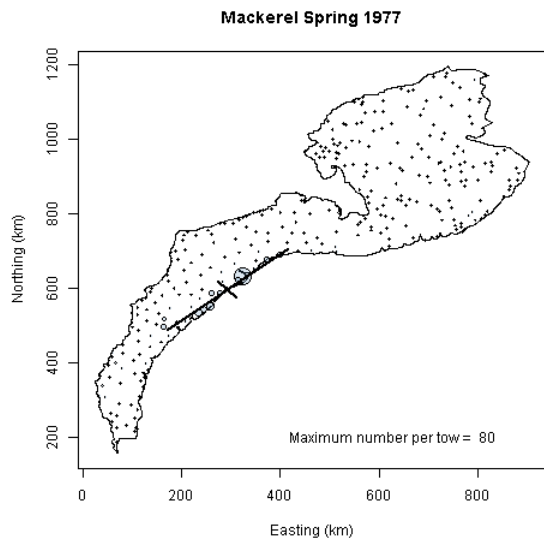 Mackerel Spring 1977
1200
1000
800
600
400
200
Northing (km)
Maximum number per tow = 80
0 200 400 600 800
Easting (km)